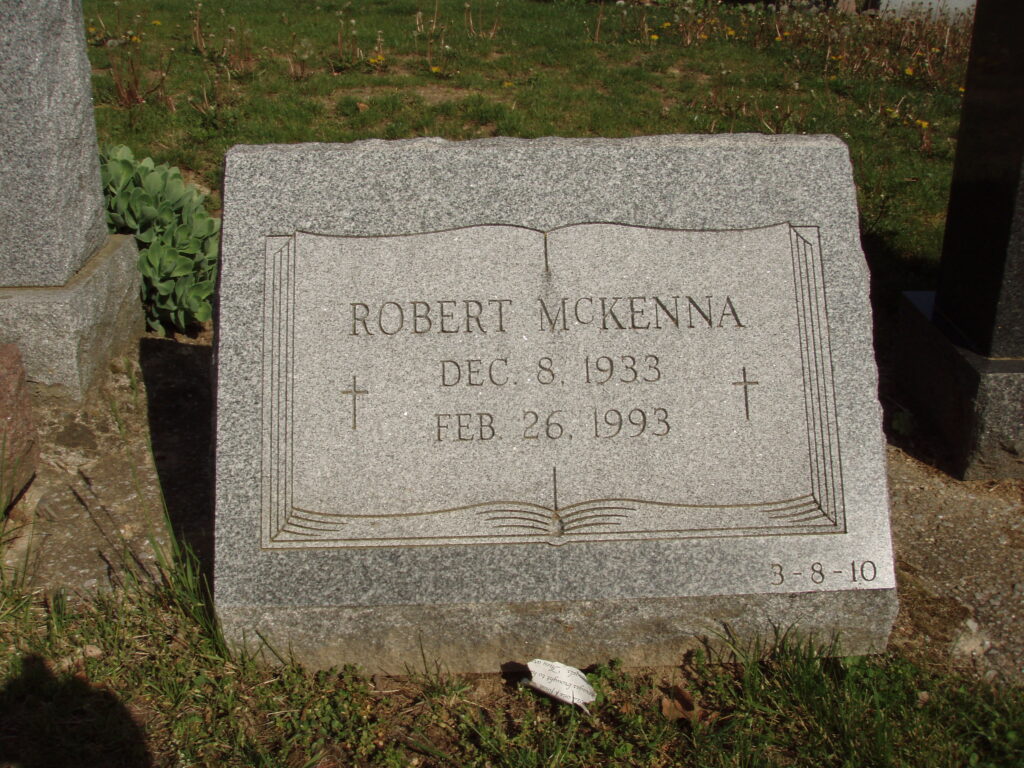 ROBERT McKENNA
DEC. 8, 1933
FEB. 26, 1993
3-8-10